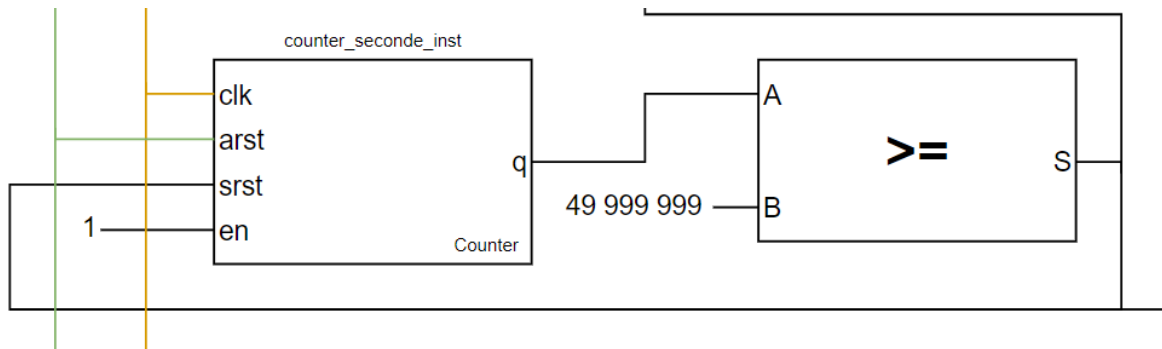 counter_seconde_inst
clk
arst
srst
1
en
q
Counter
A
>=
S
49 999 999
B